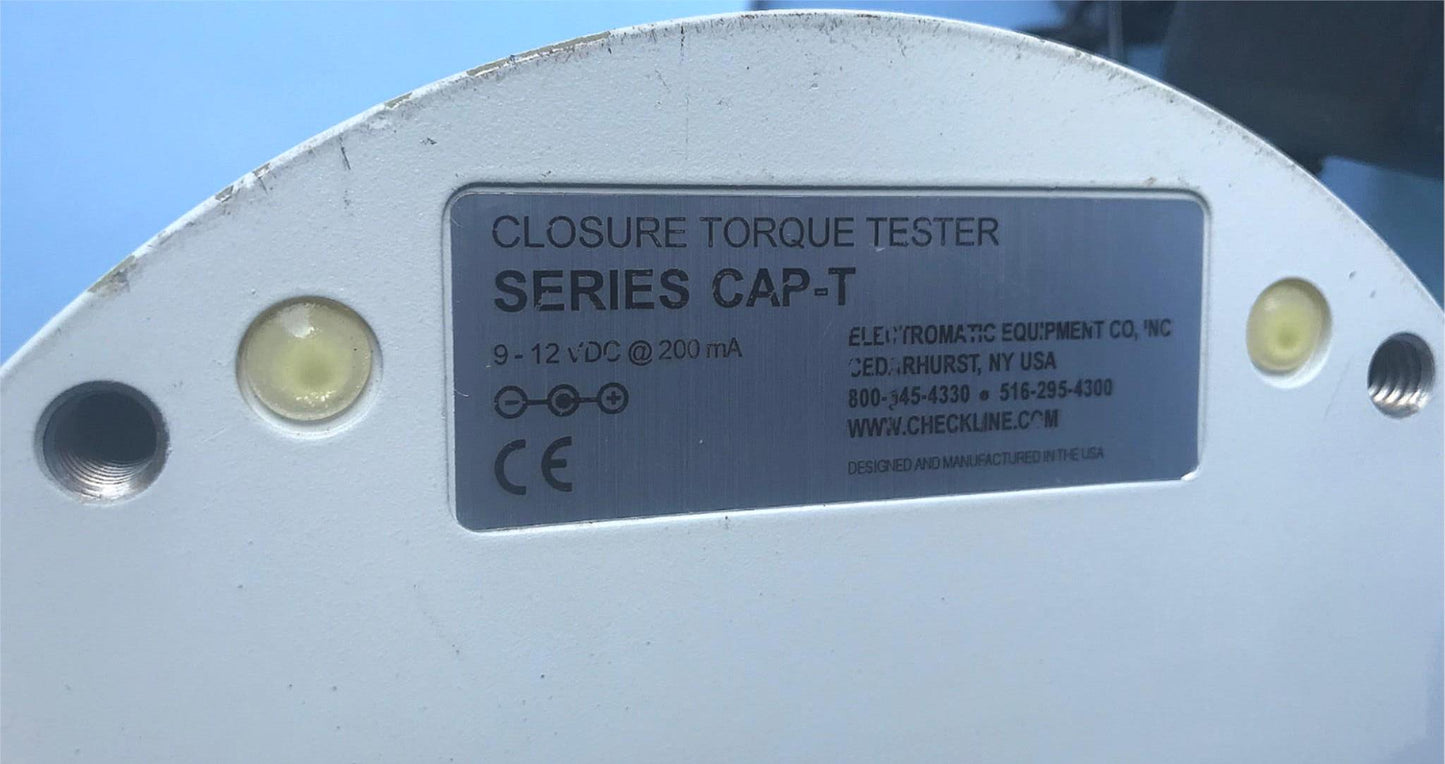 CLOSURE TORQUE TESTER
SERIES CAP-T
9 - 12 VDC @ 200 mA
CE
ELECTROMATIC EQUIPMENT CO, INC
CEDARHURST, NY USA
800-345-4330 • 516-295-4300
WWW.CHECKLINE.COM
DESIGNED AND MANUFACTURED IN THE USA